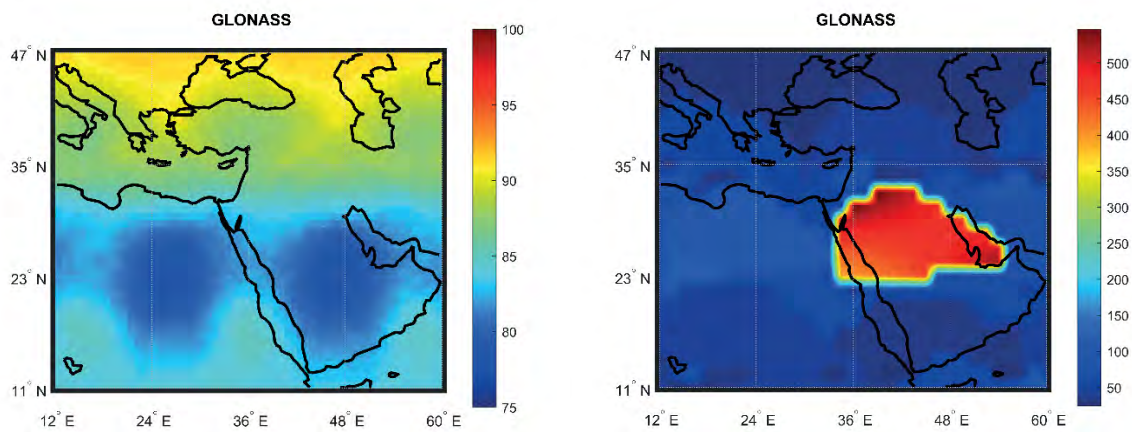 GLONASS
47° N
35° N
23° N
11° N
12° E
24° E
36° E
48° E
60° E
100
95
90
85
80
75
GLONASS
47° N
35° N
23° N
11° N
12° E
24° E
36° E
48° E
60° E
500
450
400
350
300
250
200
150
100
50